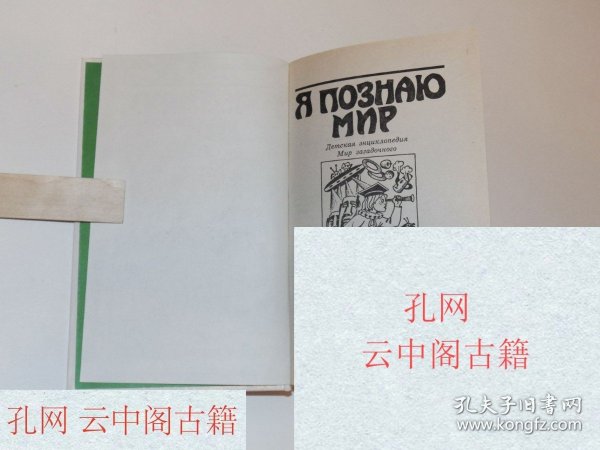 Я ПОЗНАЮ
МИР
Детская энциклопедия
Мир загадочного
孔网
云中阁古籍
孔网 云中阁古籍
孔夫子旧书网
www.kongfz.com